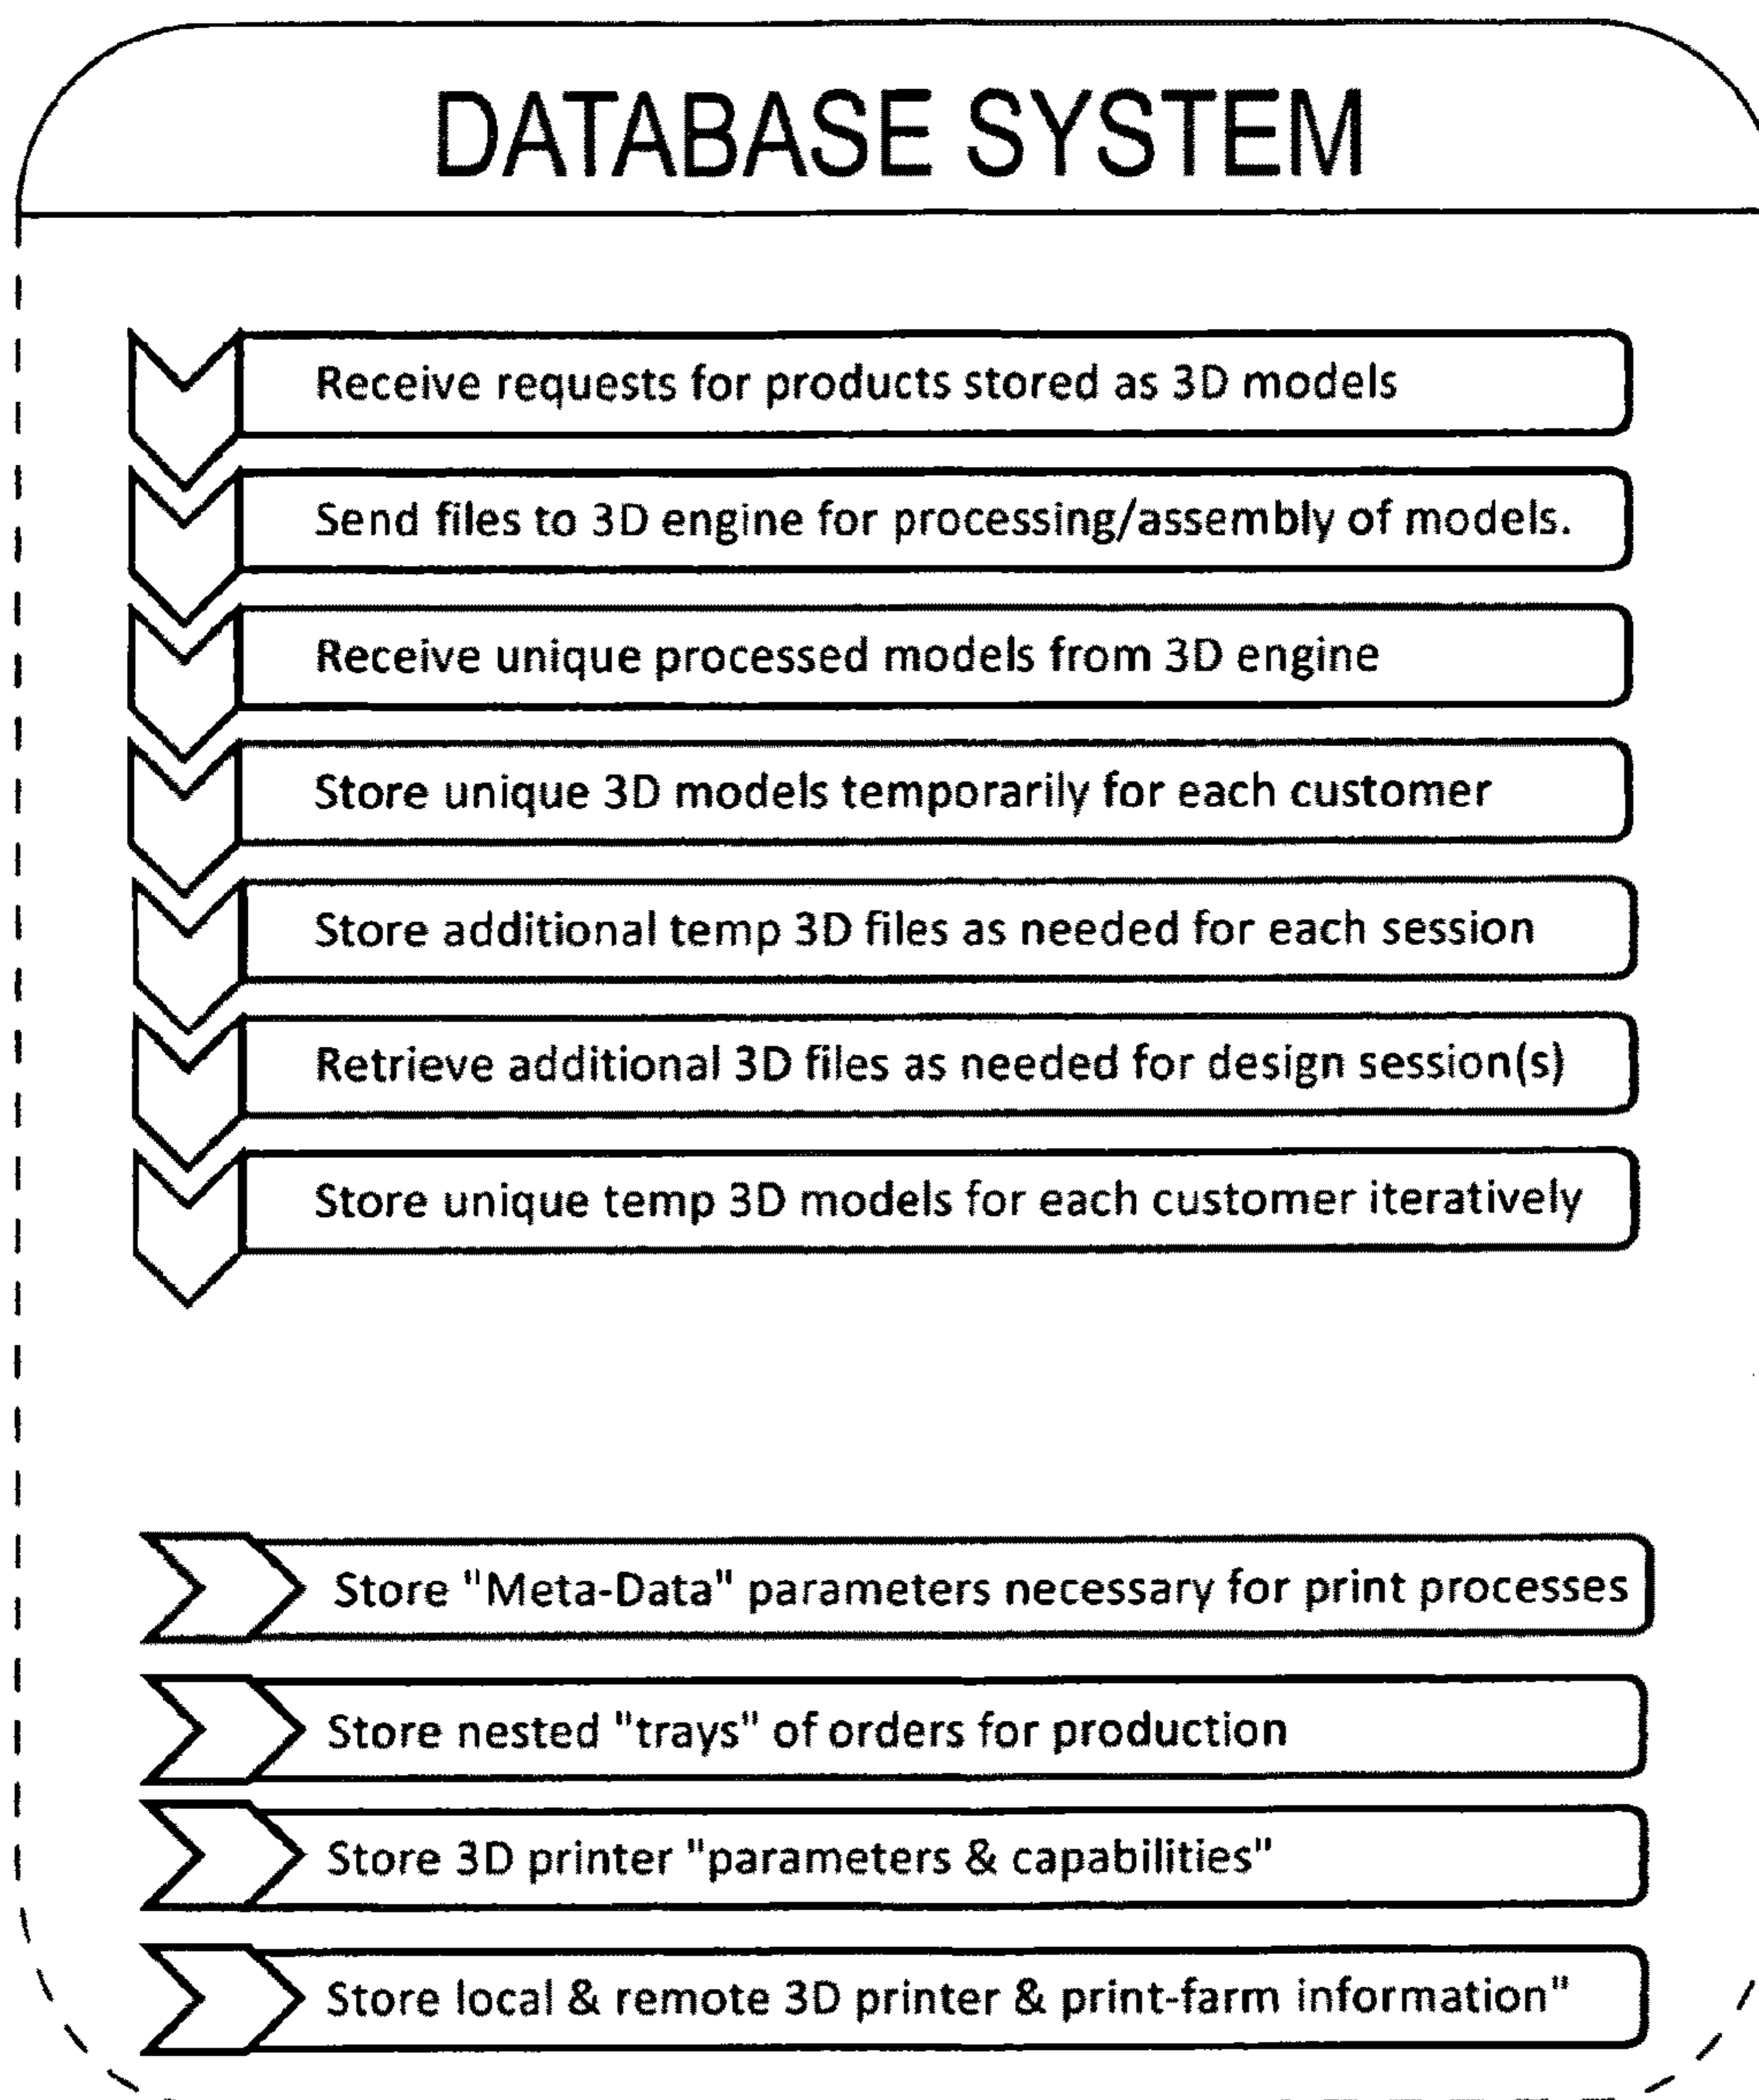 DATABASE SYSTEM
Receive requests for products stored as 3D models
Send files to 3D engine for processing/assembly of models.
Receive unique processed models from 3D engine
Store unique 3D models temporarily for each customer
Store additional temp 3D files as needed for each session
Retrieve additional 3D files as needed for design session(s)
Store unique temp 3D models for each customer iteratively
Store "Meta-Data" parameters necessary for print processes
Store nested "trays" of orders for production
Store 3D printer "parameters & capabilities"
Store local & remote 3D printer & print-farm information"